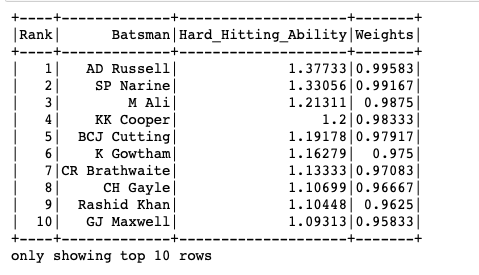 +----+-------------+--------------------+-------+
|Rank|      Batsman|Hard_Hitting_Ability|Weights|
+----+-------------+--------------------+-------+
|   1|   AD Russell|             1.37733|0.99583|
|   2|    SP Narine|             1.33056|0.99167|
|   3|        M Ali|             1.21311| 0.9875|
|   4|    KK Cooper|                 1.2|0.98333|
|   5|  BCJ Cutting|             1.19178|0.97917|
|   6|    K Gowtham|             1.16279|  0.975|
|   7|CR Brathwaite|             1.13333|0.97083|
|   8|     CH Gayle|             1.10699|0.96667|
|   9|  Rashid Khan|             1.10448| 0.9625|
|  10|   GJ Maxwell|             1.09313|0.95833|
+----+-------------+--------------------+-------+
only showing top 10 rows